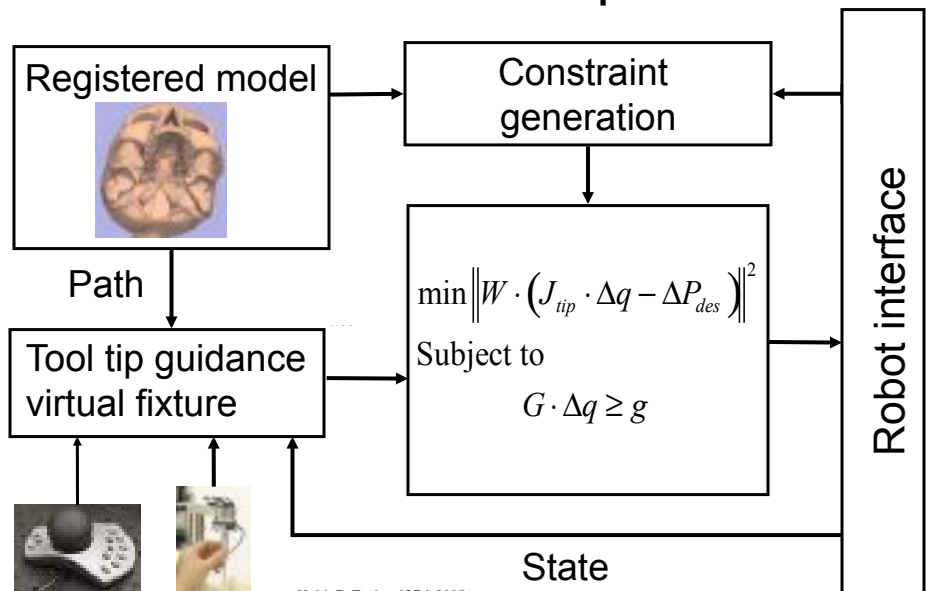 Registered model
Constraint
generation
Path
Tool tip guidance
virtual fixture
min‖W · (J_tip · Δq − ΔP_des)‖²
Subject to
G · Δq ≥ g
State
Robot interface